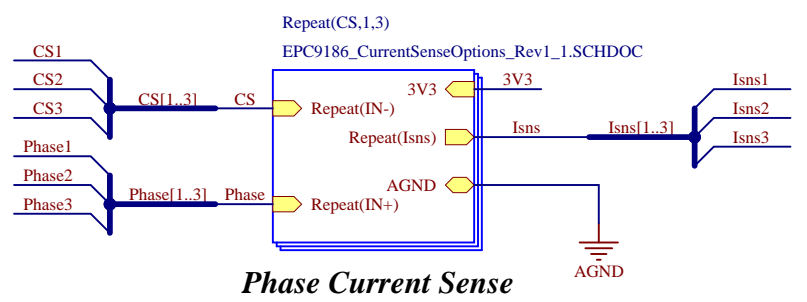 Repeat(CS,1,3)
EPC9186_CurrentSenseOptions_Rev1_1.SCHDOC
CS1
CS2
CS3
CS[1..3]
CS
Repeat(IN-)
Phase1
Phase2
Phase3
Phase[1..3]
Phase
Repeat(IN+)
3V3
3V3
Repeat(Isns)
Isns
Isns[1..3]
Isns1
Isns2
Isns3
AGND
AGND
Phase Current Sense